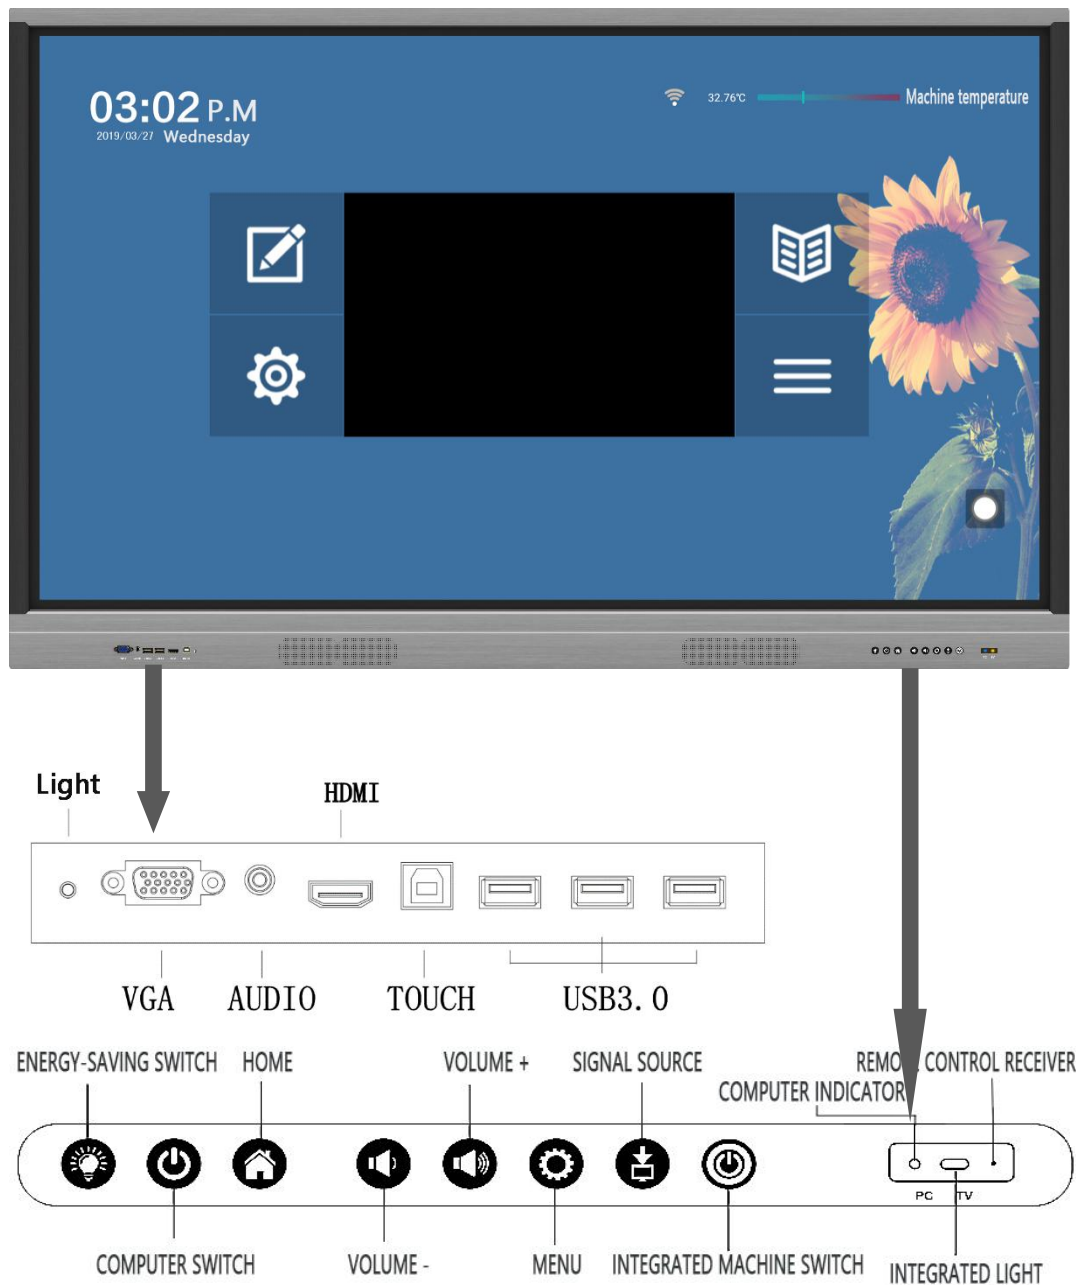 03:02 P.M
2019/03/27 Wednesday
32.76℃ Machine temperature
Light
HDMI
VGA AUDIO TOUCH USB3.0
ENERGY-SAVING SWITCH HOME VOLUME + SIGNAL SOURCE REMO CONTROL RECEIVER
COMPUTER INDICATOR
PC TV
COMPUTER SWITCH VOLUME - MENU INTEGRATED MACHINE SWITCH INTEGRATED LIGHT